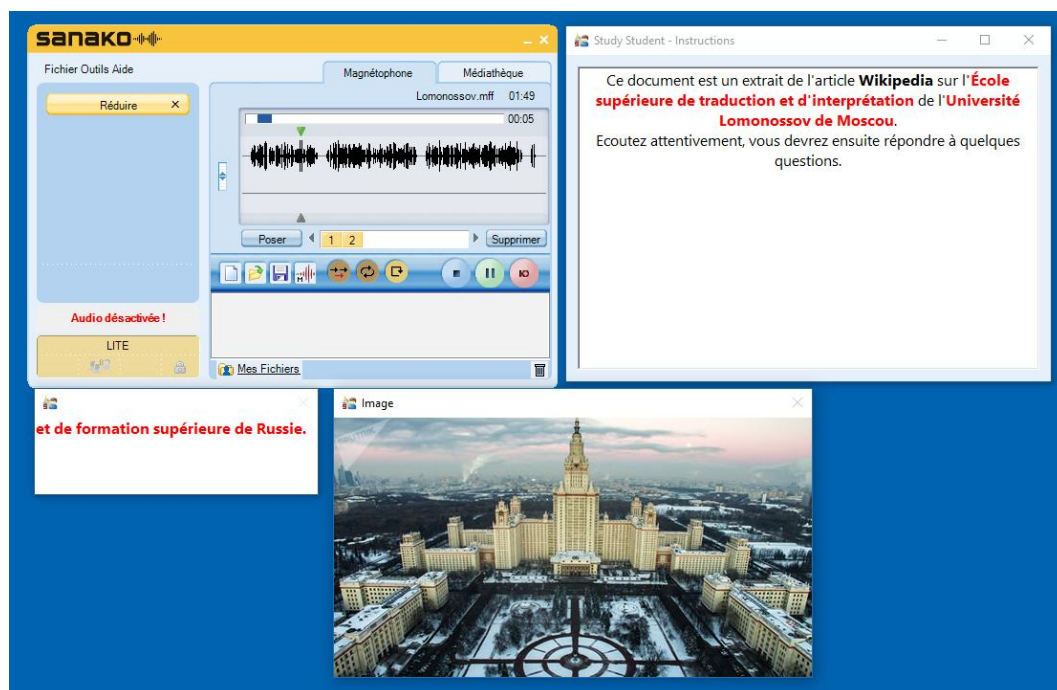 sanako
Fichier Outils Aide
Réduire
Magnétophone
Médiathèque
Lomonossov.mff 01:49
00:05
Poser
1 2
Supprimer
M
Audio désactivée !
LITE
Mes Fichiers
Study Student - Instructions
Ce document est un extrait de l'article Wikipedia sur l'École
supérieure de traduction et d'interprétation de l'Université
Lomonossov de Moscou.
Ecoutez attentivement, vous devrez ensuite répondre à quelques
questions.
et de formation supérieure de Russie.
Image